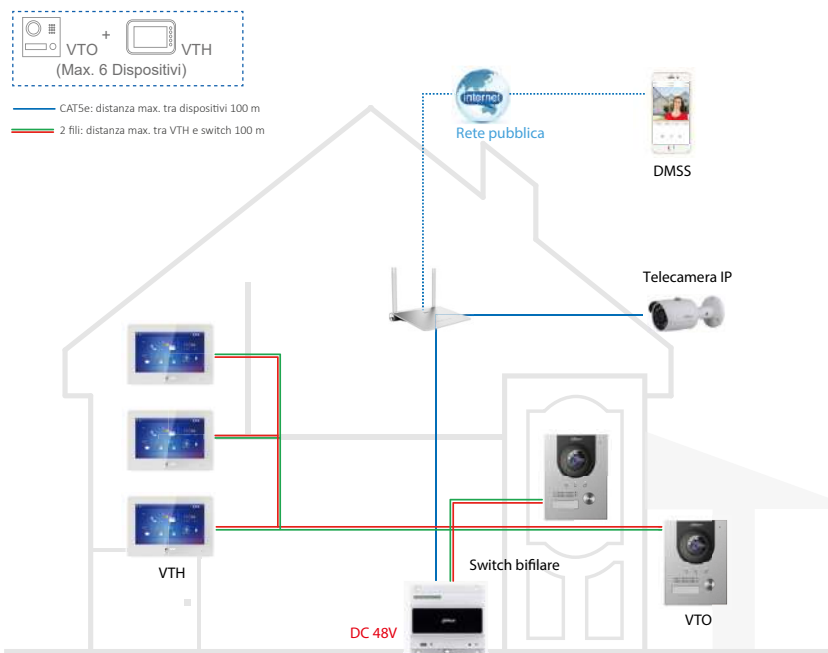 VTO + VTH
(Max. 6 Dispositivi)
CAT5e: distanza max. tra dispositivi 100 m
2 fili: distanza max. tra VTH e switch 100 m
internet
Rete pubblica
DMSS
Telecamera IP
VTH
Switch bifilare
VTO
DC 48V